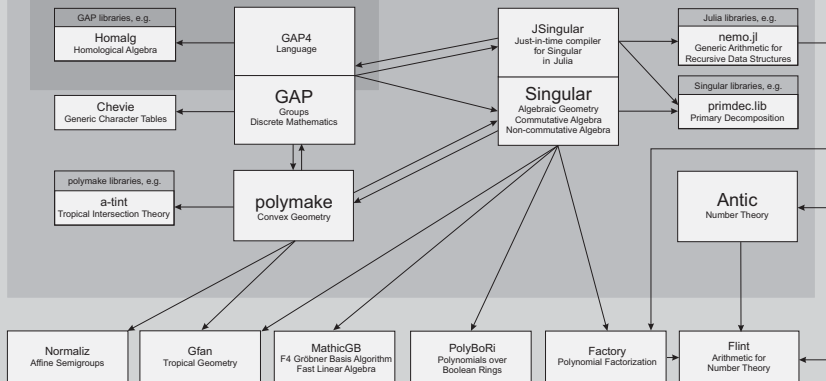 GAP libraries, e.g.
Homalg
Homological Algebra
GAP4
Language
JSingular
Just-in-time compiler
for Singular
in Julia
Julia libraries, e.g.
nemo.jl
Generic Arithmetic for
Recursive Data Structures
Chevie
Generic Character Tables
GAP
Groups
Discrete Mathematics
Singular
Algebraic Geometry
Commutative Algebra
Non-commutative Algebra
Singular libraries, e.g.
primdec.lib
Primary Decomposition
polymake libraries, e.g.
a-tint
Tropical Intersection Theory
polymake
Convex Geometry
Antic
Number Theory
Normaliz
Affine Semigroups
Gfan
Tropical Geometry
MathicGB
F4 Gröbner Basis Algorithm
Fast Linear Algebra
PolyBoRi
Polynomials over
Boolean Rings
Factory
Polynomial Factorization
Flint
Arithmetic for
Number Theory